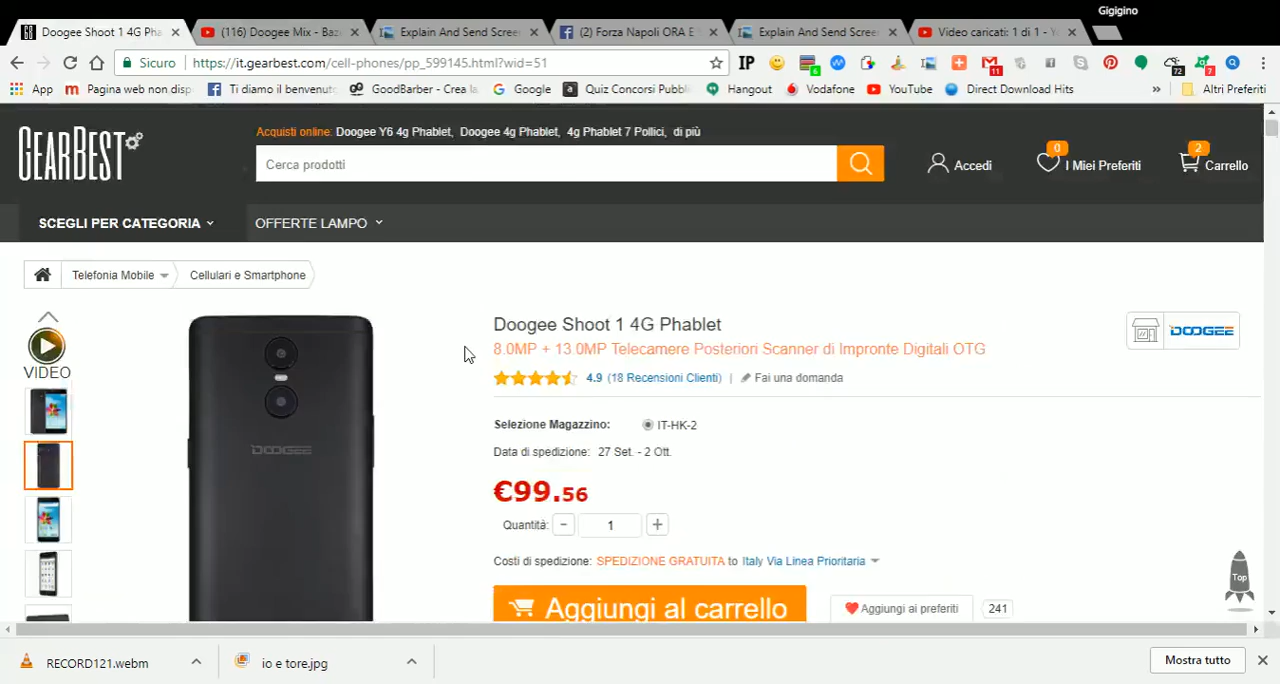 Gigigino
Doogee Shoot 1 4G Pha
(116) Doogee Mix - Baz
Explain And Send Scree
(2) Forza Napoli ORA E
Explain And Send Scree
Video caricati: 1 di 1 - Y
Sicuro https://it.gearbest.com/cell-phones/pp_599145.html?wid=51
IP 6 11 72 7
App Pagina web non disp Ti diamo il benvenut GoodBarber - Crea la Google Quiz Concorsi Pubbl Hangout Vodafone YouTube Direct Download Hits » Altri Preferiti
GEARBEST
Acquisti online: Doogee Y6 4g Phablet, Doogee 4g Phablet, 4g Phablet 7 Pollici, di più
Cerca prodotti
Accedi
0
I Miei Preferiti
2
Carrello
SCEGLI PER CATEGORIA OFFERTE LAMPO
Telefonia Mobile Cellulari e Smartphone
VIDEO
DOOGEE
Doogee Shoot 1 4G Phablet
DOOGEE
8.0MP + 13.0MP Telecamere Posteriori Scanner di Impronte Digitali OTG
4.9 (18 Recensioni Clienti) | Fai una domanda
Selezione Magazzino: IT-HK-2
Data di spedizione: 27 Set. - 2 Ott.
€99.56
Quantità: - 1 +
Costi di spedizione: SPEDIZIONE GRATUITA to Italy Via Linea Prioritaria
Top
Aggiungi al carrello
Aggiungi ai preferiti 241
RECORD121.webm
io e tore.jpg
Mostra tutto